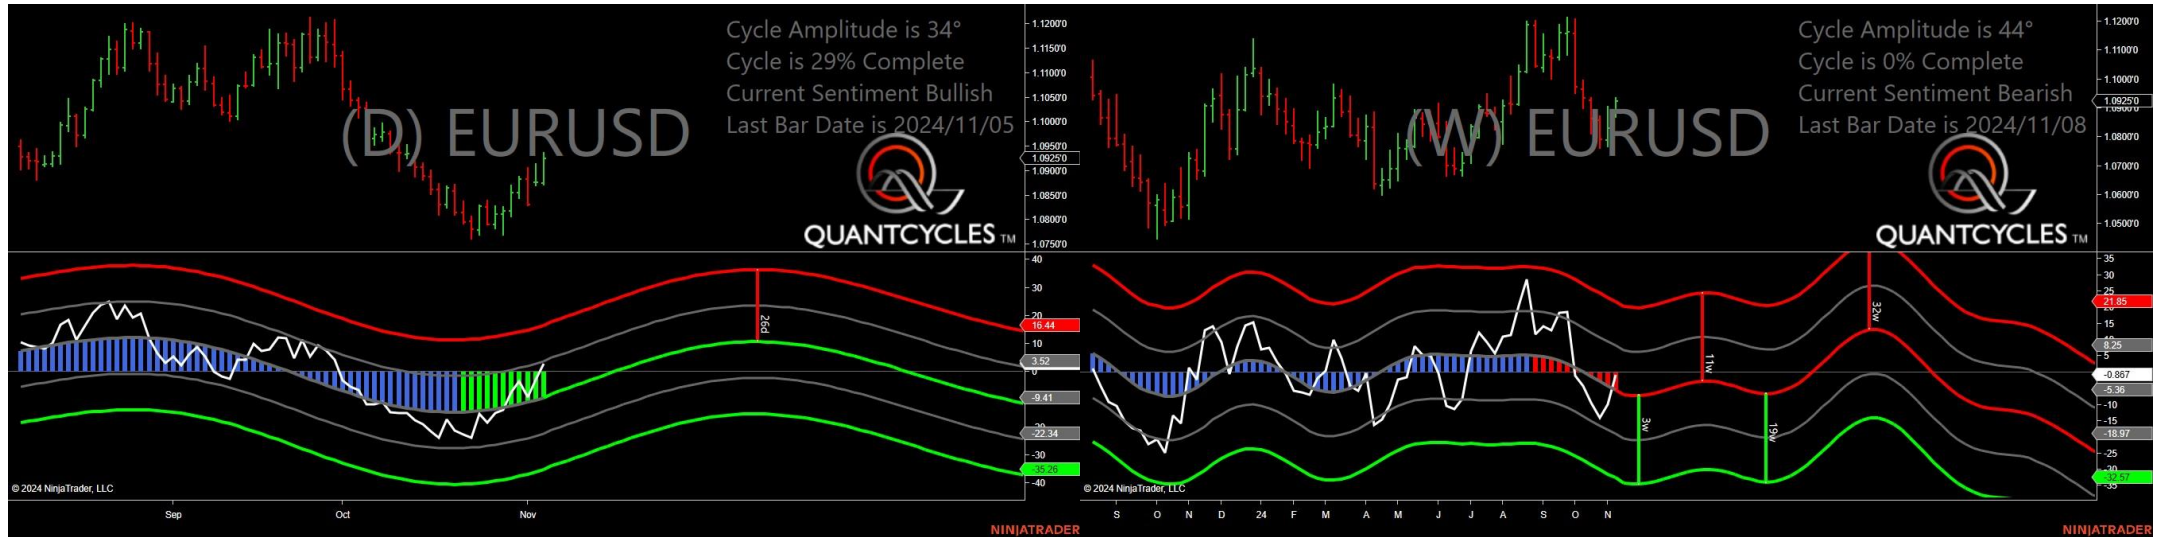 Cycle Amplitude is 34°
Cycle is 29% Complete
Current Sentiment Bullish
Last Bar Date is 2024/11/05
(D) EURUSD
QUANTCYCLES TM
1.1200'0
1.1150'0
1.1100'0
1.1050'0
1.1000'0
1.0950'0
1.0925'0
1.0900'0
1.0850'0
1.0800'0
1.0750'0
40
30
20
16.44
10
3.52
0
-9.41
-22.34
-30
-35.26
-40
26d
© 2024 NinjaTrader, LLC
Sep Oct Nov
NINJATRADER
Cycle Amplitude is 44°
Cycle is 0% Complete
Current Sentiment Bearish
Last Bar Date is 2024/11/08
(W) EURUSD
QUANTCYCLES TM
1.1200'0
1.1100'0
1.1000'0
1.0925'0
1.0800'0
1.0700'0
1.0600'0
1.0500'0
35
30
25
21.85
15
8.25
5
-0.867
-5.36
-10
-15
-18.97
-25
-32.57
-35
11w
32w
3w
19w
© 2024 NinjaTrader, LLC
S O N D 24 F M A M J J A S O N
NINJATRADER